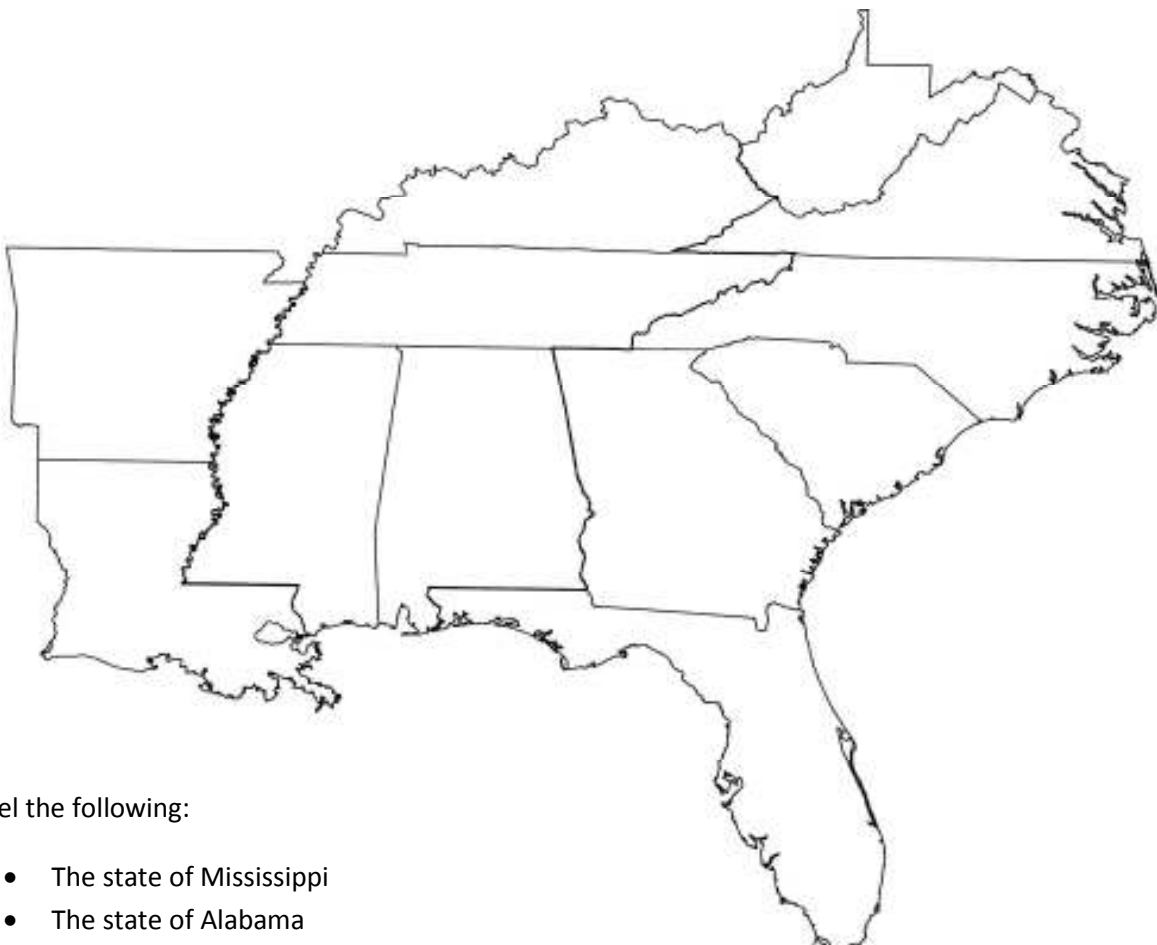 el the following:
• The state of Mississippi
• The state of Alabama